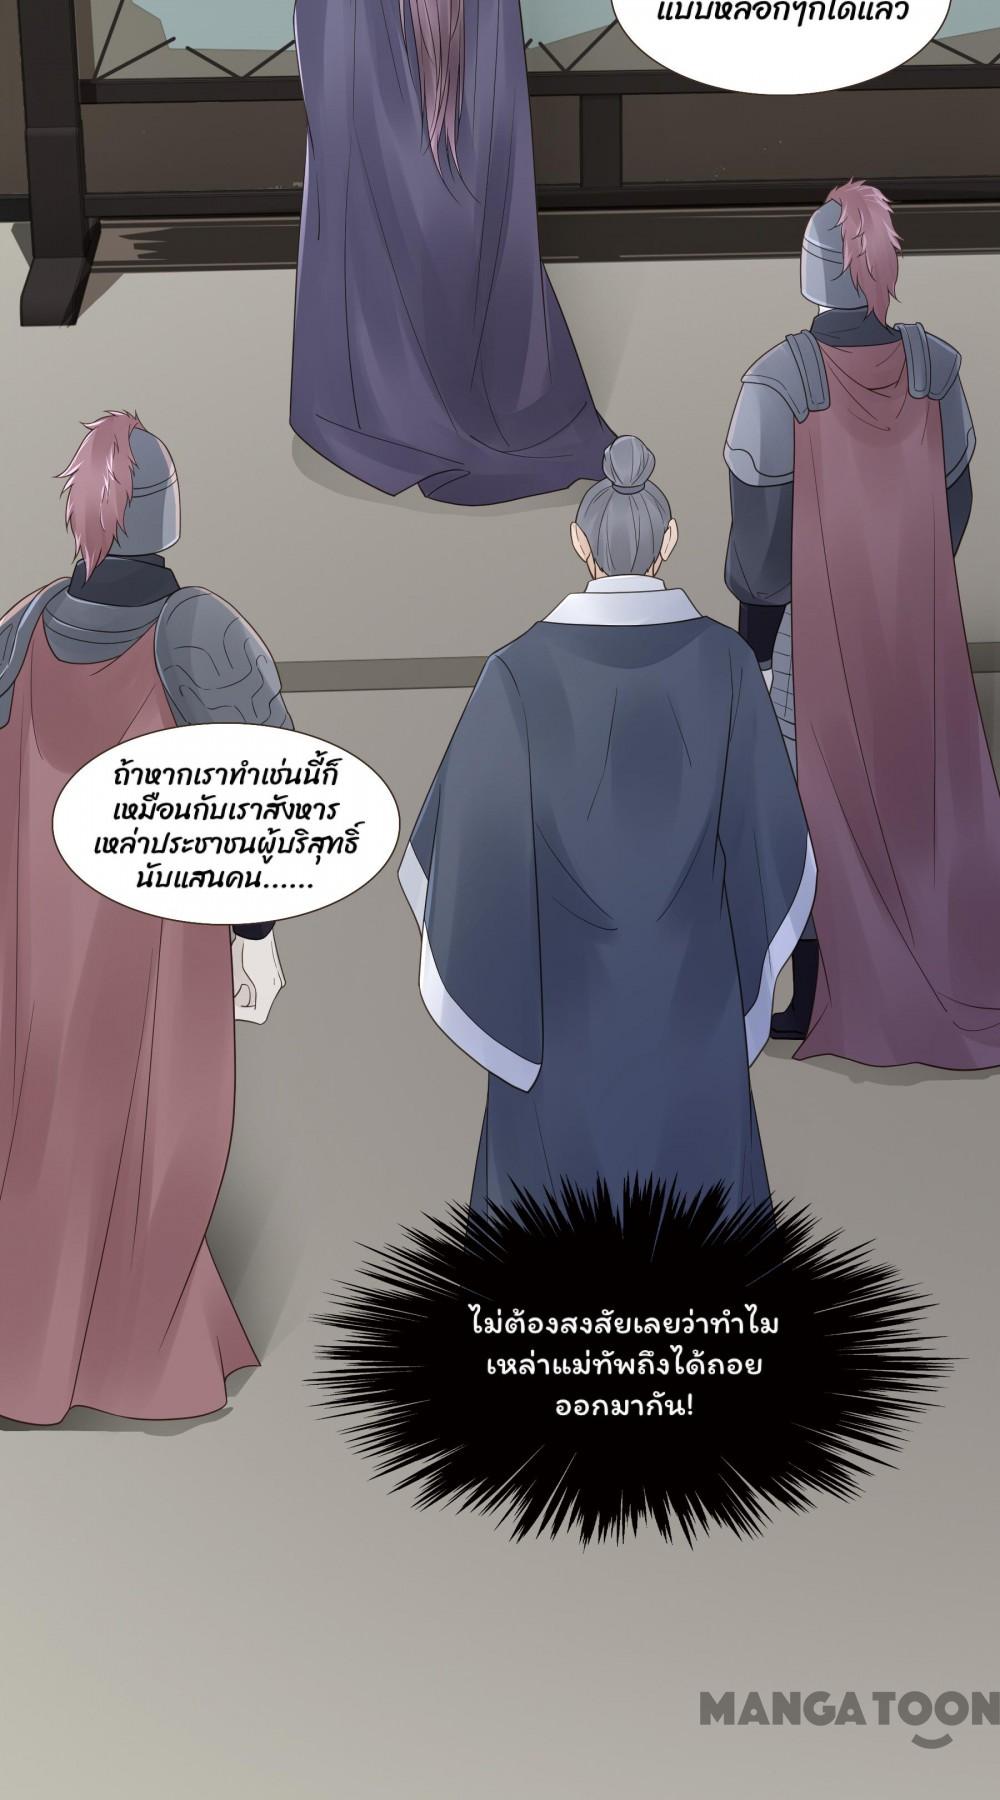 แบบหลอกๆก็ได้แล้ว
ถ้าหากเราทำเช่นนี้ก็
เหมือนกับเราสังหาร
เหล่าประชาชนผู้บริสุทธิ์
นับแสนคน......
ไม่ต้องสงสัยเลยว่าทำไม
เหล่าแม่ทัพถึงได้ถอย
ออกมากัน!
MANGATOON